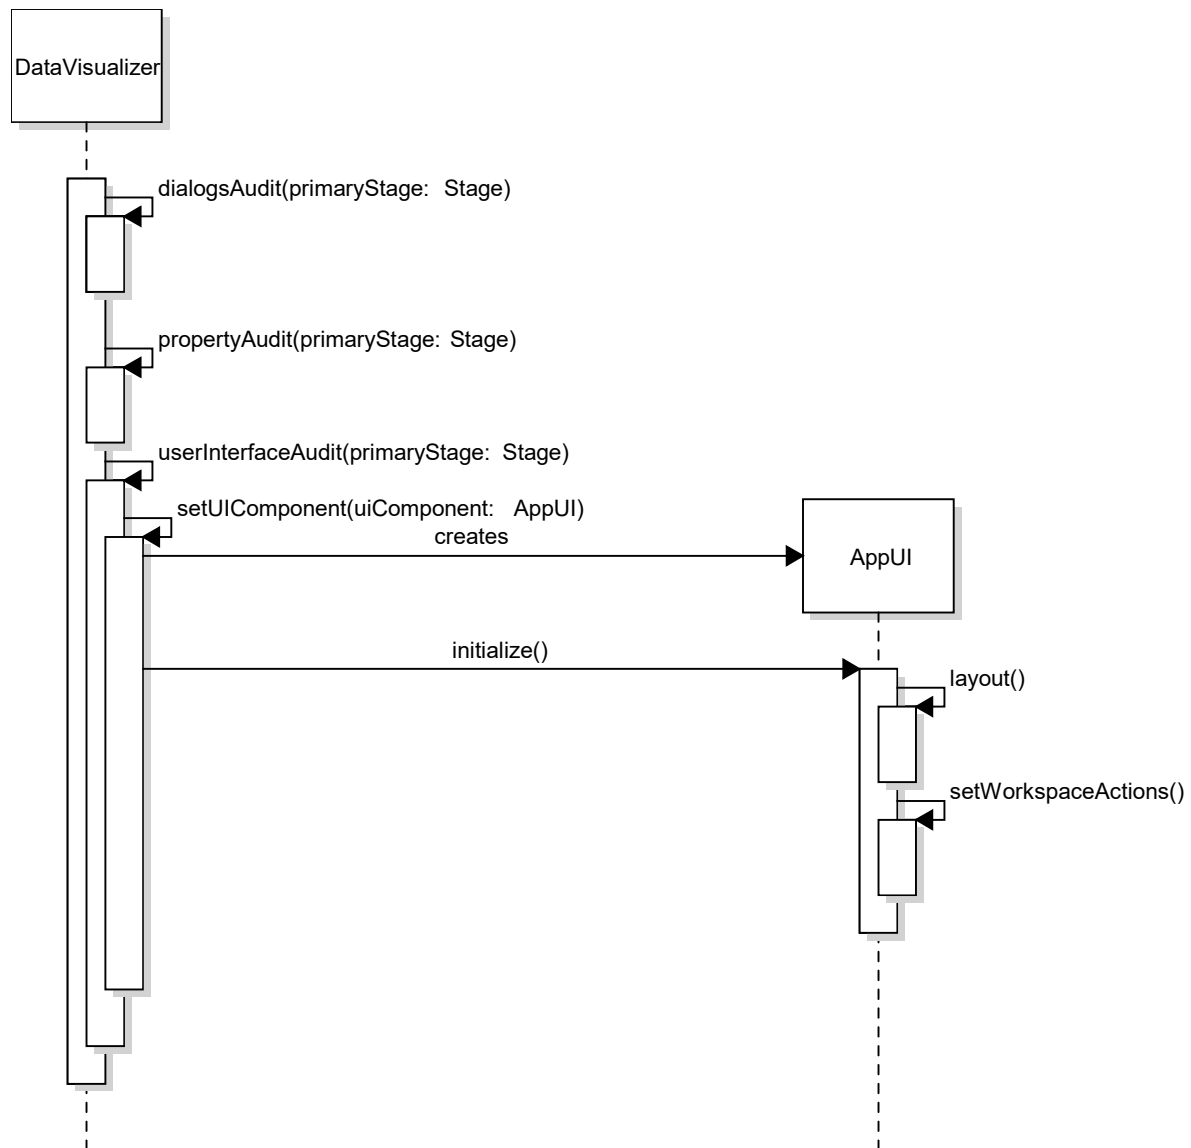 DataVisualizer
dialogsAudit(primaryStage: Stage)
propertyAudit(primaryStage: Stage)
userInterfaceAudit(primaryStage: Stage)
setUIComponent(uiComponent: AppUI)
creates
AppUI
initialize()
layout()
setWorkspaceActions()